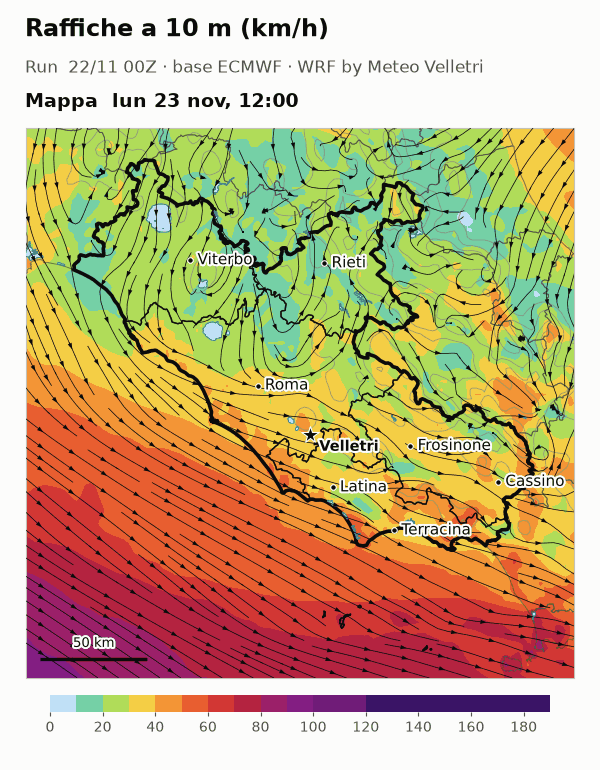 Raffiche a 10 m (km/h)
Run 22/11 00Z · base ECMWF · WRF by Meteo Velletri
Mappa lun 23 nov, 12:00
Viterbo
Rieti
Roma
Velletri
Frosinone
Cassino
Latina
Terracina
50 km
0 20 40 60 80 100 120 140 160 180